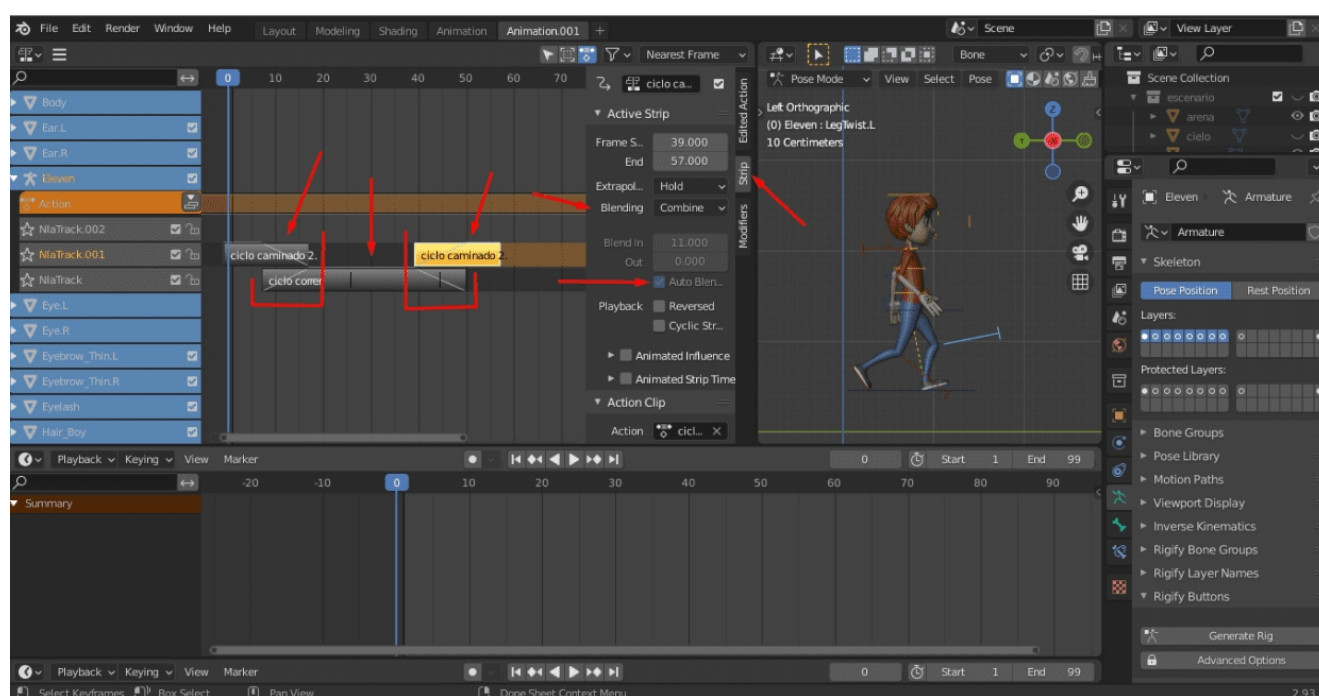 File Edit Render Window Help Layout Modeling Shading Animation Animation.001 + Scene View Layer
Nearest Frame Bone
0 10 20 30 40 50 60 70 ciclo ca... Pose Mode View Select Pose Scene Collection
Body Active Strip Edited Action Left Orthographic escenario
Ear.L (0) Eleven : LegTwist.L arena
Ear.R Frame S... 39.000 10 Centimeters cielo
Eleven End 57.000 Strip
Action Extrapol... Hold Eleven Armature
NlaTrack.002 Blending Combine Modifiers Armature
NlaTrack.001 ciclo caminado 2. ciclo caminado 2. Blend In 11.000 Skeleton
NlaTrack ciclo correr Out 0.000 Pose Position Rest Position
Auto Blen...
Eye.L Playback Reversed Layers:
Eye.R Cyclic Str...
Eyebrow_Thin.L Animated Influence
Eyebrow_Thin.R Animated Strip Time Protected Layers:
Eyelash Action Clip
Hair_Boy Action cicl... Bone Groups
Playback Keying View Marker 0 Start 1 End 99 Pose Library
-20 -10 0 10 20 30 40 50 60 70 80 90 Motion Paths
Summary Viewport Display
Inverse Kinematics
Rigify Bone Groups
Rigify Layer Names
Rigify Buttons
Generate Rig
Advanced Options
Playback Keying View Marker 0 Start 1 End 99
Select Keyframes Box Select Pan View Dope Sheet Context Menu 2.93